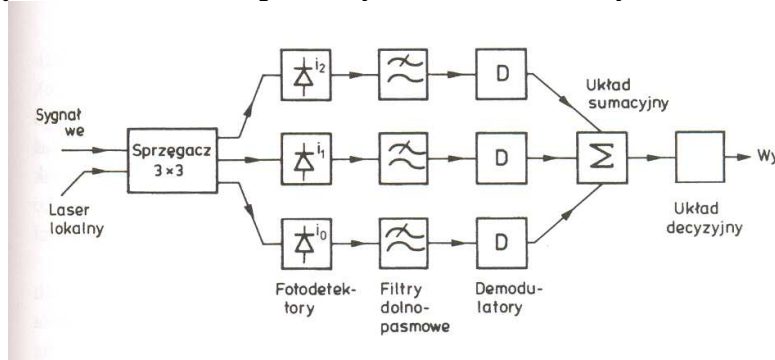 Sygnał
we
Laser
lokalny
Sprzęgacz
3×3
i2
i1
i0
Fotodetek-
tory
Filtry
dolno-
pasmowe
D
D
D
Demodu-
latory
Układ
sumacyjny
Σ
Układ
decyzyjny
Wy